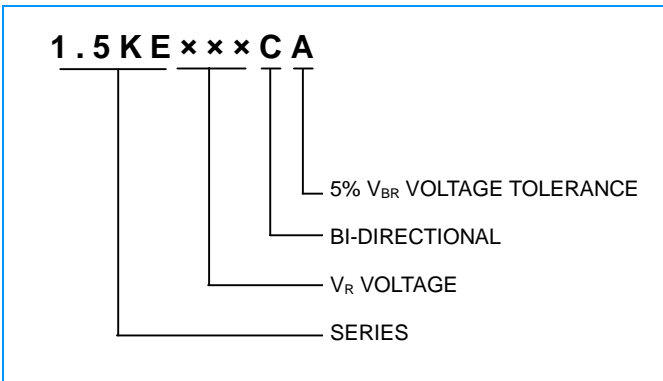 1.5KE×××CA
5% VBR VOLTAGE TOLERANCE
BI-DIRECTIONAL
VR VOLTAGE
SERIES